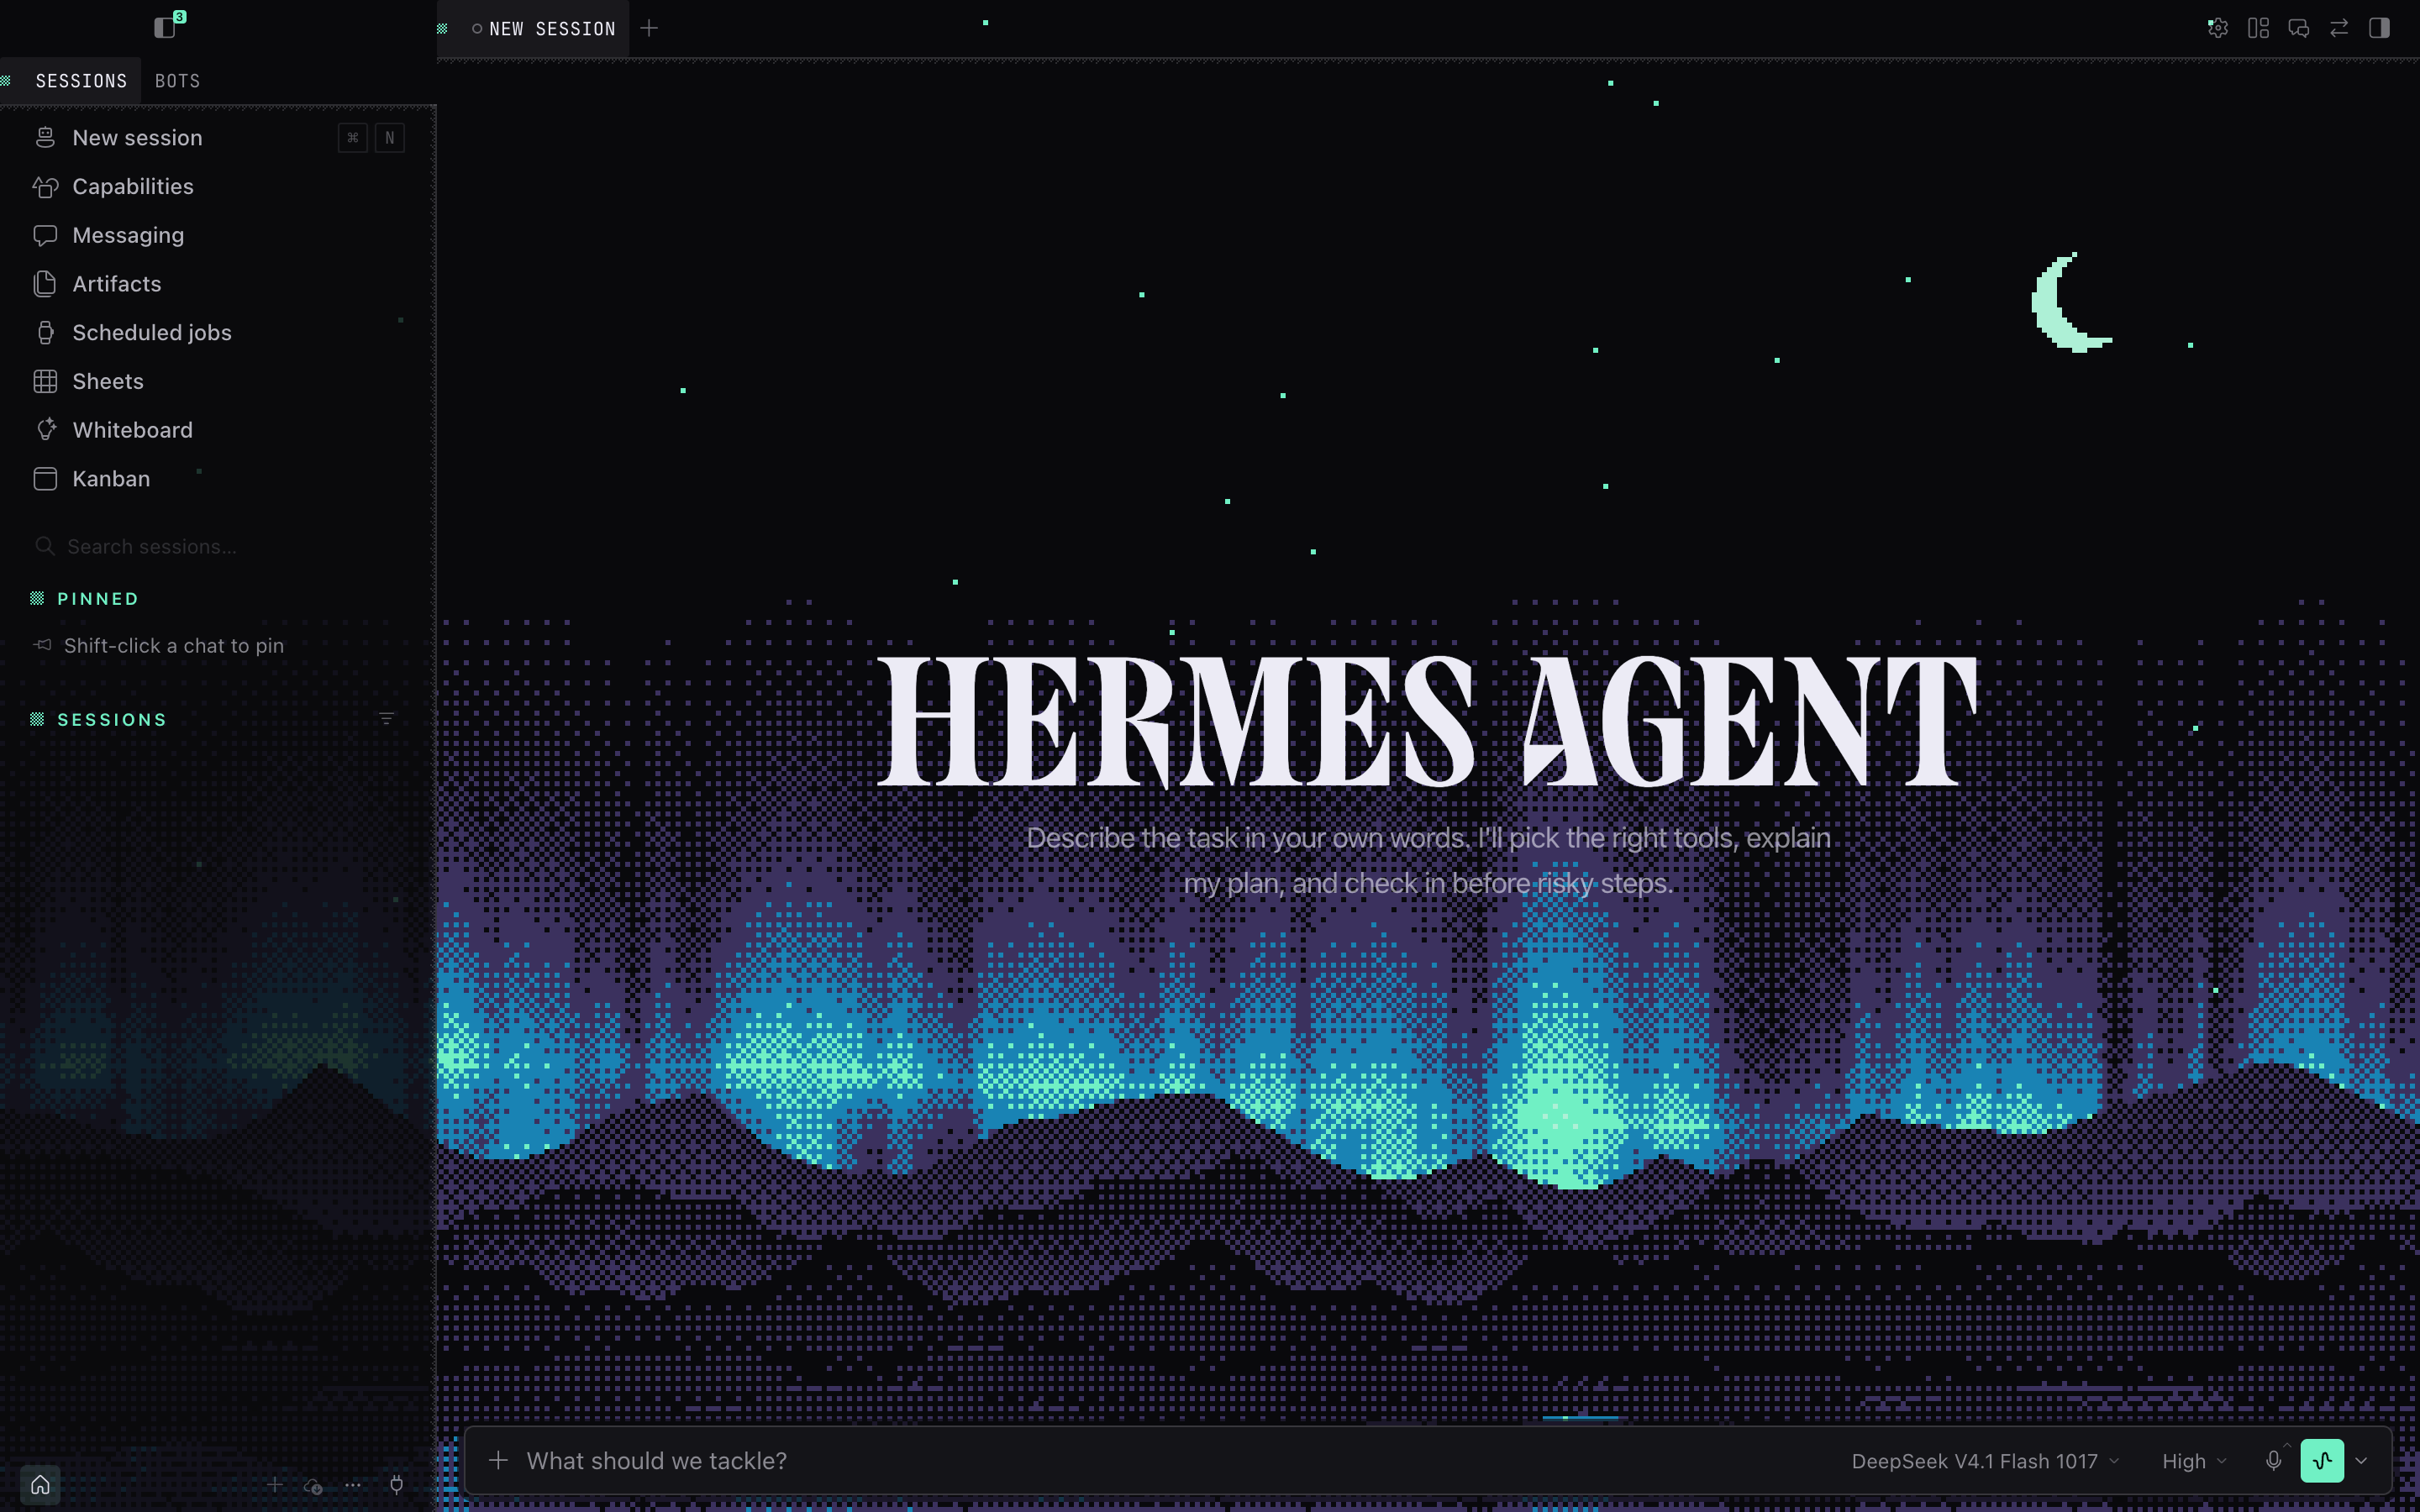 3
NEW SESSION
SESSIONS
BOTS
New session
⌘ N
Capabilities
Messaging
Artifacts
Scheduled jobs
Sheets
Whiteboard
Kanban
Search sessions...
PINNED
Shift-click a chat to pin
SESSIONS
HERMES AGENT
Describe the task in your own words. I'll pick the right tools, explain
my plan, and check in before risky steps.
What should we tackle?
DeepSeek V4.1 Flash 1017
High